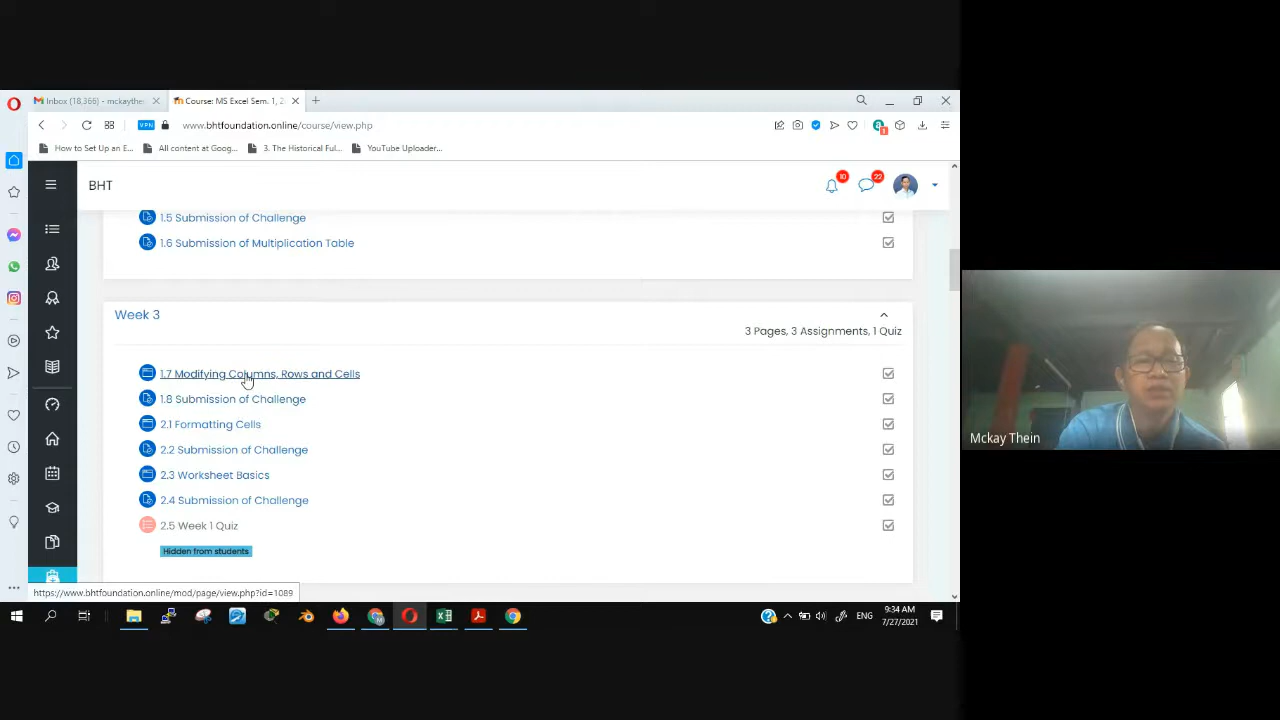 Inbox (18,366) - mckaythe
Course: MS Excel Sem. 1, 2
VPN
www.bhtfoundation.online/course/view.php
1
How to Set Up an E...
All content at Goog...
3. The Historical Ful...
YouTube Uploader...
BHT
10
22
1.5 Submission of Challenge
1.6 Submission of Multiplication Table
Week 3
3 Pages, 3 Assignments, 1 Quiz
1.7 Modifying Columns, Rows and Cells
1.8 Submission of Challenge
2.1 Formatting Cells
2.2 Submission of Challenge
2.3 Worksheet Basics
2.4 Submission of Challenge
2.5 Week 1 Quiz
Hidden from students
https://www.bhtfoundation.online/mod/page/view.php?id=1089
ENG
9:34 AM
7/27/2021
Mckay Thein